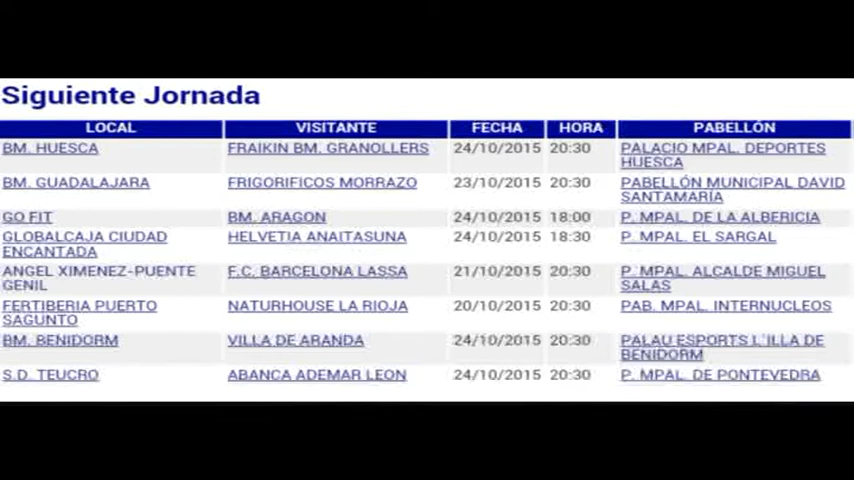 Siguiente Jornada
LOCAL VISITANTE FECHA HORA PABELLÓN
BM. HUESCA FRAIKIN BM. GRANOLLERS 24/10/2015 20:30 PALACIO MPAL. DEPORTES
HUESCA
BM. GUADALAJARA FRIGORIFICOS MORRAZO 23/10/2015 20:30 PABELLÓN MUNICIPAL DAVID
SANTAMARÍA
GO FIT BM. ARAGON 24/10/2015 18:00 P. MPAL. DE LA ALBERICIA
GLOBALCAJA CIUDAD HELVETIA ANAITASUNA 24/10/2015 18:30 P. MPAL. EL SARGAL
ENCANTADA
ANGEL XIMENEZ-PUENTE F.C. BARCELONA LASSA 21/10/2015 20:30 P. MPAL. ALCALDE MIGUEL
GENIL SALAS
FERTIBERIA PUERTO NATURHOUSE LA RIOJA 20/10/2015 20:30 PAB. MPAL. INTERNUCLEOS
SAGUNTO
BM. BENIDORM VILLA DE ARANDA 24/10/2015 20:30 PALAU ESPORTS L'ILLA DE
BENIDORM
S.D. TEUCRO ABANCA ADEMAR LEON 24/10/2015 20:30 P. MPAL. DE PONTEVEDRA